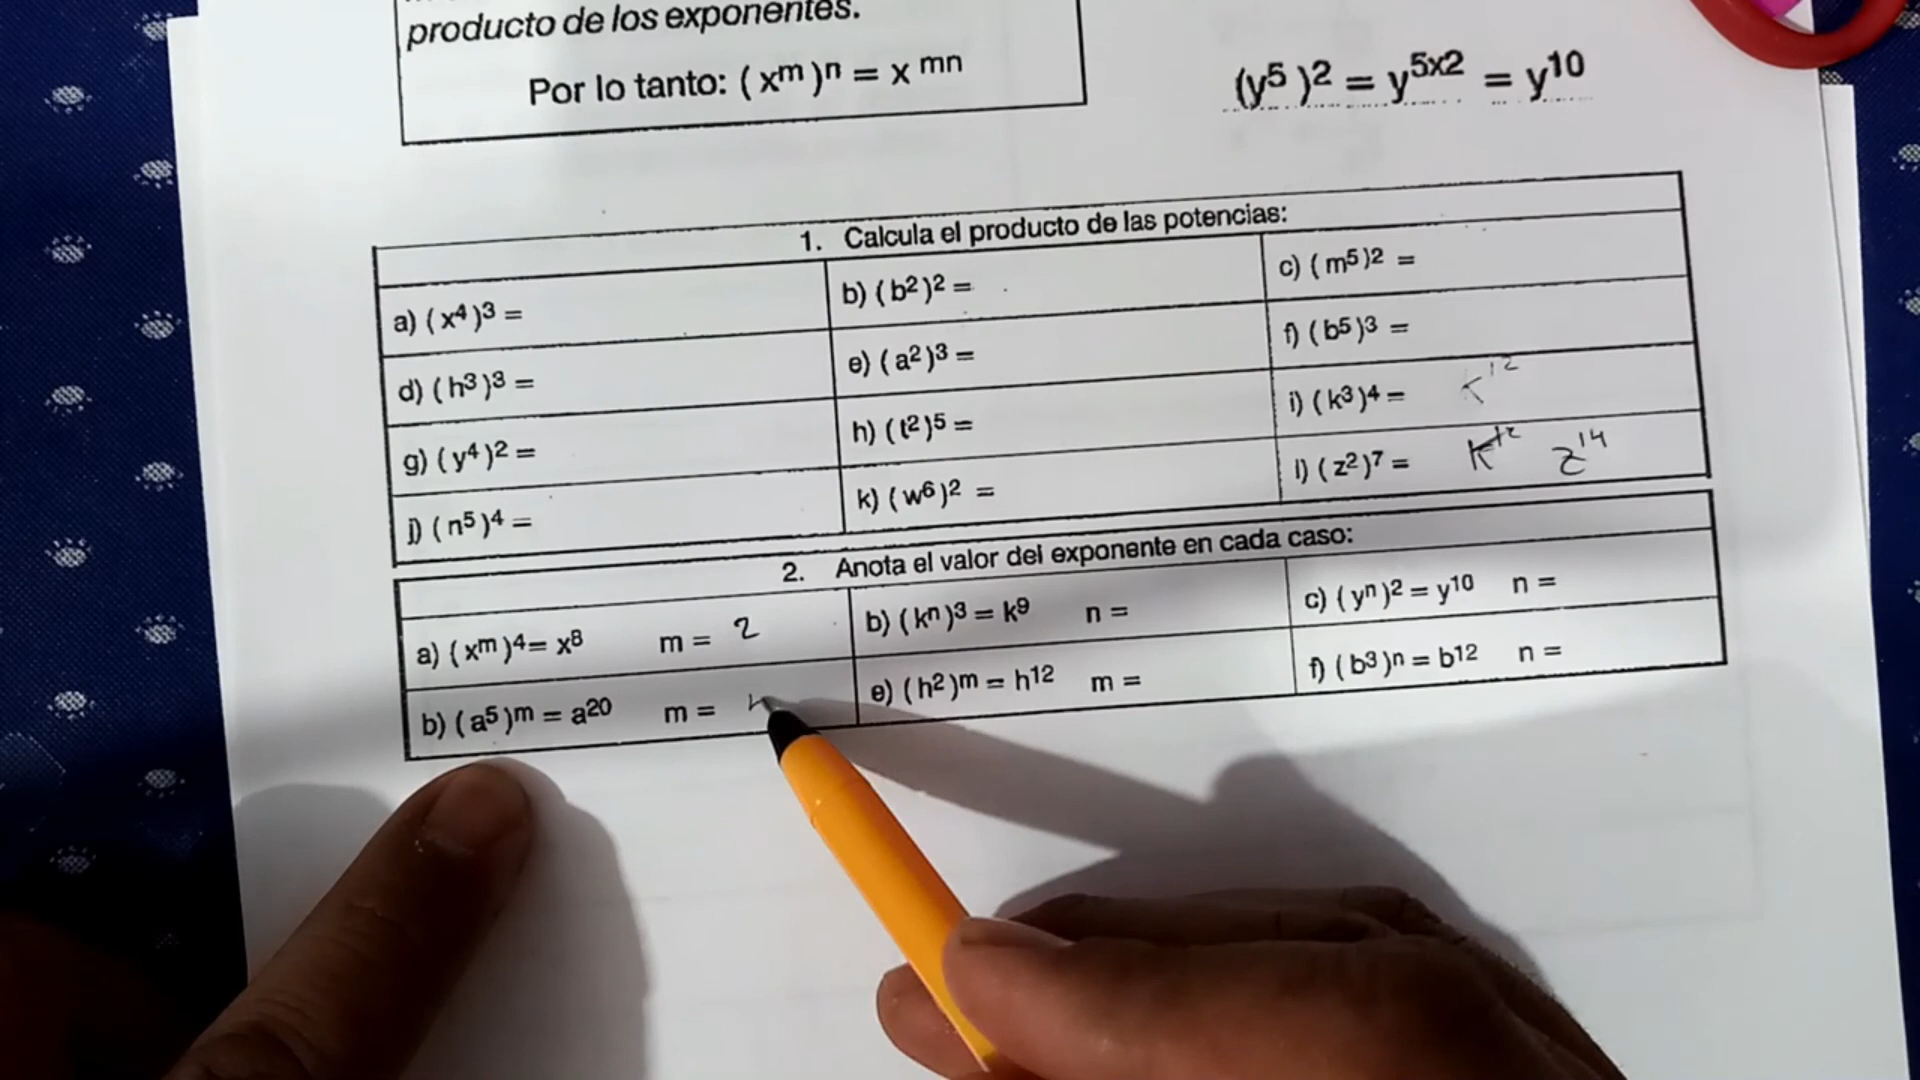 producto de los exponentes.
Por lo tanto: ( xᵐ )ⁿ = x ᵐⁿ
(y⁵ )² = y⁵ˣ² = y¹⁰
1. Calcula el producto de las potencias:
a) ( x⁴ )³ =
b) ( b² )² =
c) ( m⁵ )² =
d) ( h³ )³ =
e) ( a² )³ =
f) ( b⁵ )³ =
g) ( y⁴ )² =
h) ( t² )⁵ =
i) ( k³ )⁴ = K¹²
j) ( n⁵ )⁴ =
k) ( w⁶ )² =
l) ( z² )⁷ = K¹² Z¹⁴
2. Anota el valor del exponente en cada caso:
a) ( xᵐ )⁴= x⁸ m = 2
b) ( kⁿ )³ = k⁹ n =
c) ( yⁿ )² = y¹⁰ n =
b) ( a⁵ )ᵐ = a²⁰ m =
e) ( h² )ᵐ = h¹² m =
f) ( b³ )ⁿ = b¹² n =